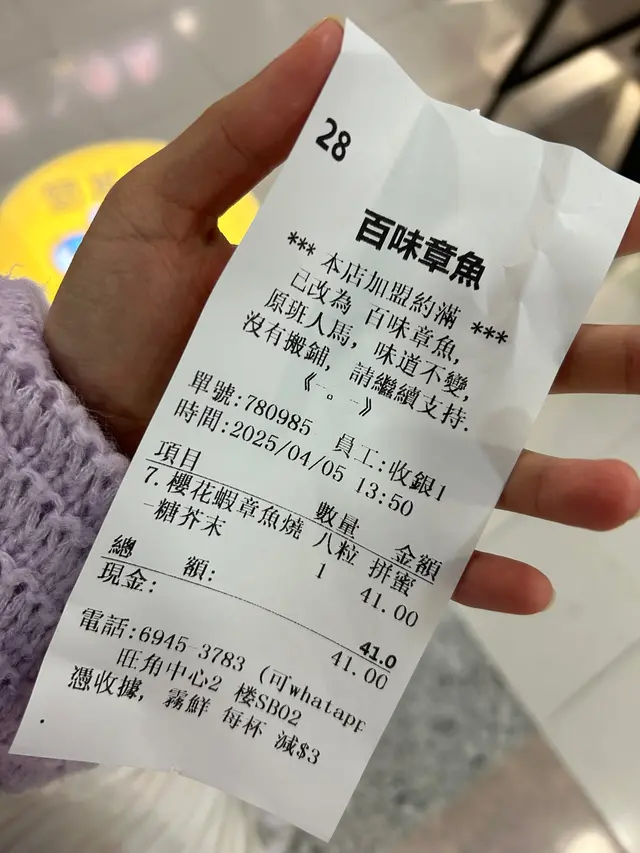 28
百味章魚
*** 本店加盟約滿 ***
己改為 百味章魚,
原班人馬, 味道不變,
沒有搬鋪, 請繼續支持.
單號:780985 員工:收銀1
時間:2025/04/05 13:50
項目 數量 金額
7. 櫻花蝦章魚燒 八粒 拼蜜
糖芥末 1 41.00
總 額: 41.0
現金: 41.00
電話:6945-3783 (可whatapp
旺角中心2 楼SB02
憑收據, 霧鮮 每杯 減$3